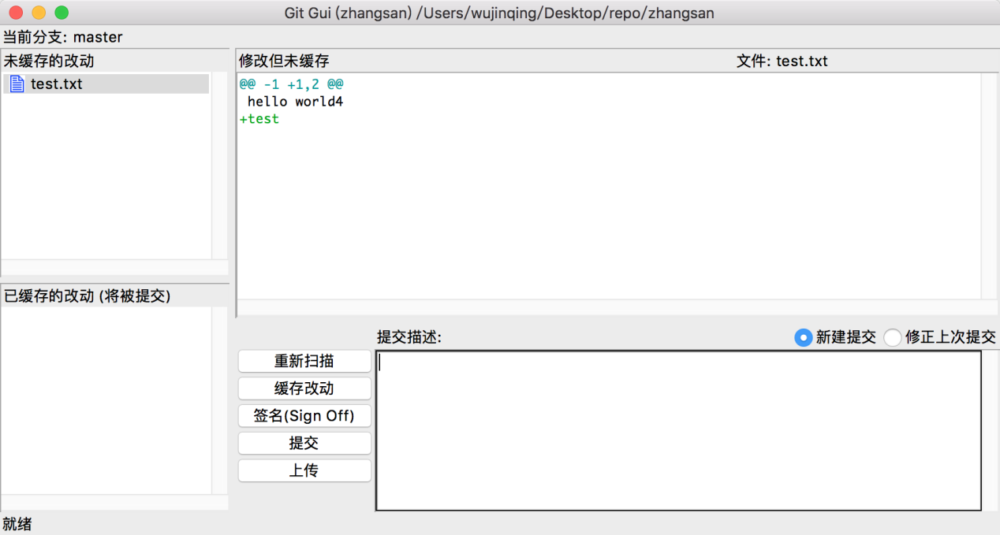 Git Gui (zhangsan) /Users/wujinqing/Desktop/repo/zhangsan
当前分支: master
未缓存的改动
test.txt
修改但未缓存 文件: test.txt
@@ -1 +1,2 @@
hello world4
+test
已缓存的改动 (将被提交)
提交描述: 新建提交 修正上次提交
重新扫描
缓存改动
签名(Sign Off)
提交
上传
就绪